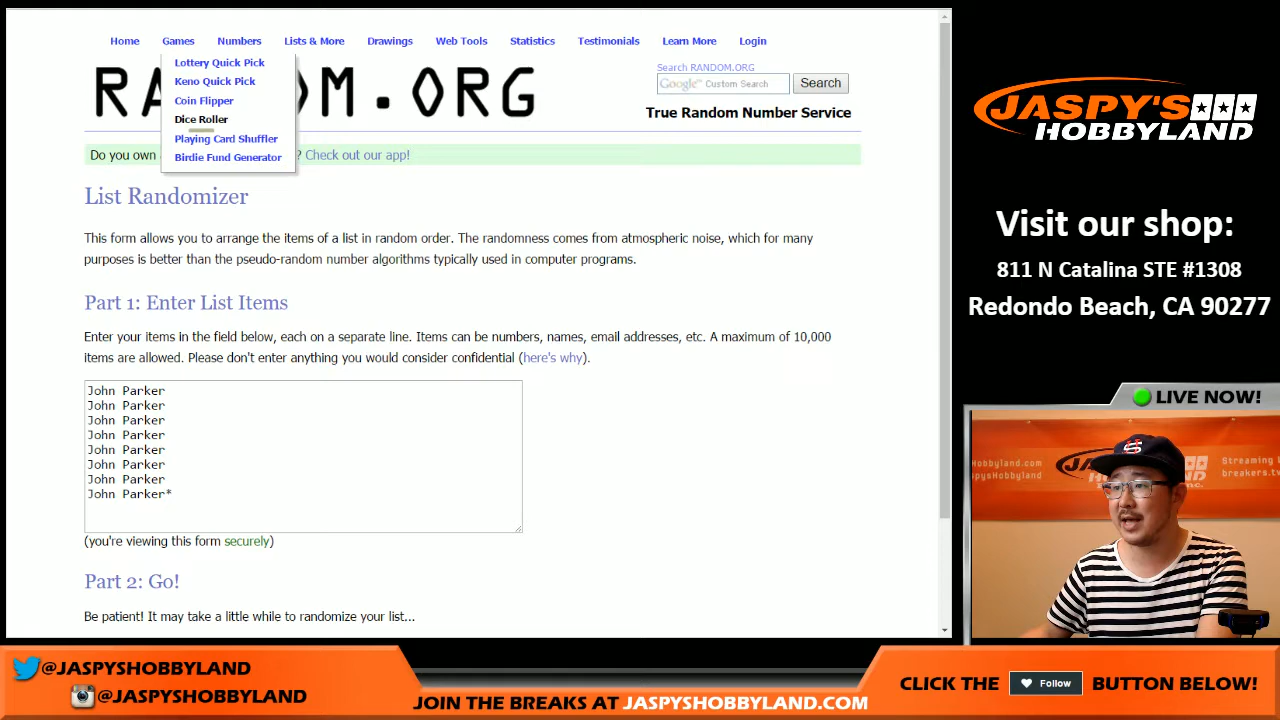 Home Games Numbers Lists & More Drawings Web Tools Statistics Testimonials Learn More Login
Lottery Quick Pick
Keno Quick Pick
Coin Flipper
Dice Roller
Playing Card Shuffler
Birdie Fund Generator
Search RANDOM.ORG
Google Custom Search Search
True Random Number Service
Do you own ? Check out our app!
List Randomizer
This form allows you to arrange the items of a list in random order. The randomness comes from atmospheric noise, which for many
purposes is better than the pseudo-random number algorithms typically used in computer programs.
Part 1: Enter List Items
Enter your items in the field below, each on a separate line. Items can be numbers, names, email addresses, etc. A maximum of 10,000
items are allowed. Please don't enter anything you would consider confidential (here's why).
John Parker
John Parker
John Parker
John Parker
John Parker
John Parker
John Parker
John Parker*
(you're viewing this form securely)
Part 2: Go!
Be patient! It may take a little while to randomize your list...
JASPY'S
HOBBYLAND
Visit our shop:
811 N Catalina STE #1308
Redondo Beach, CA 90277
LIVE NOW!
@JASPYSHOBBYLAND
@JASPYSHOBBYLAND
JOIN THE BREAKS AT JASPYSHOBBYLAND.COM
CLICK THE Follow BUTTON BELOW!